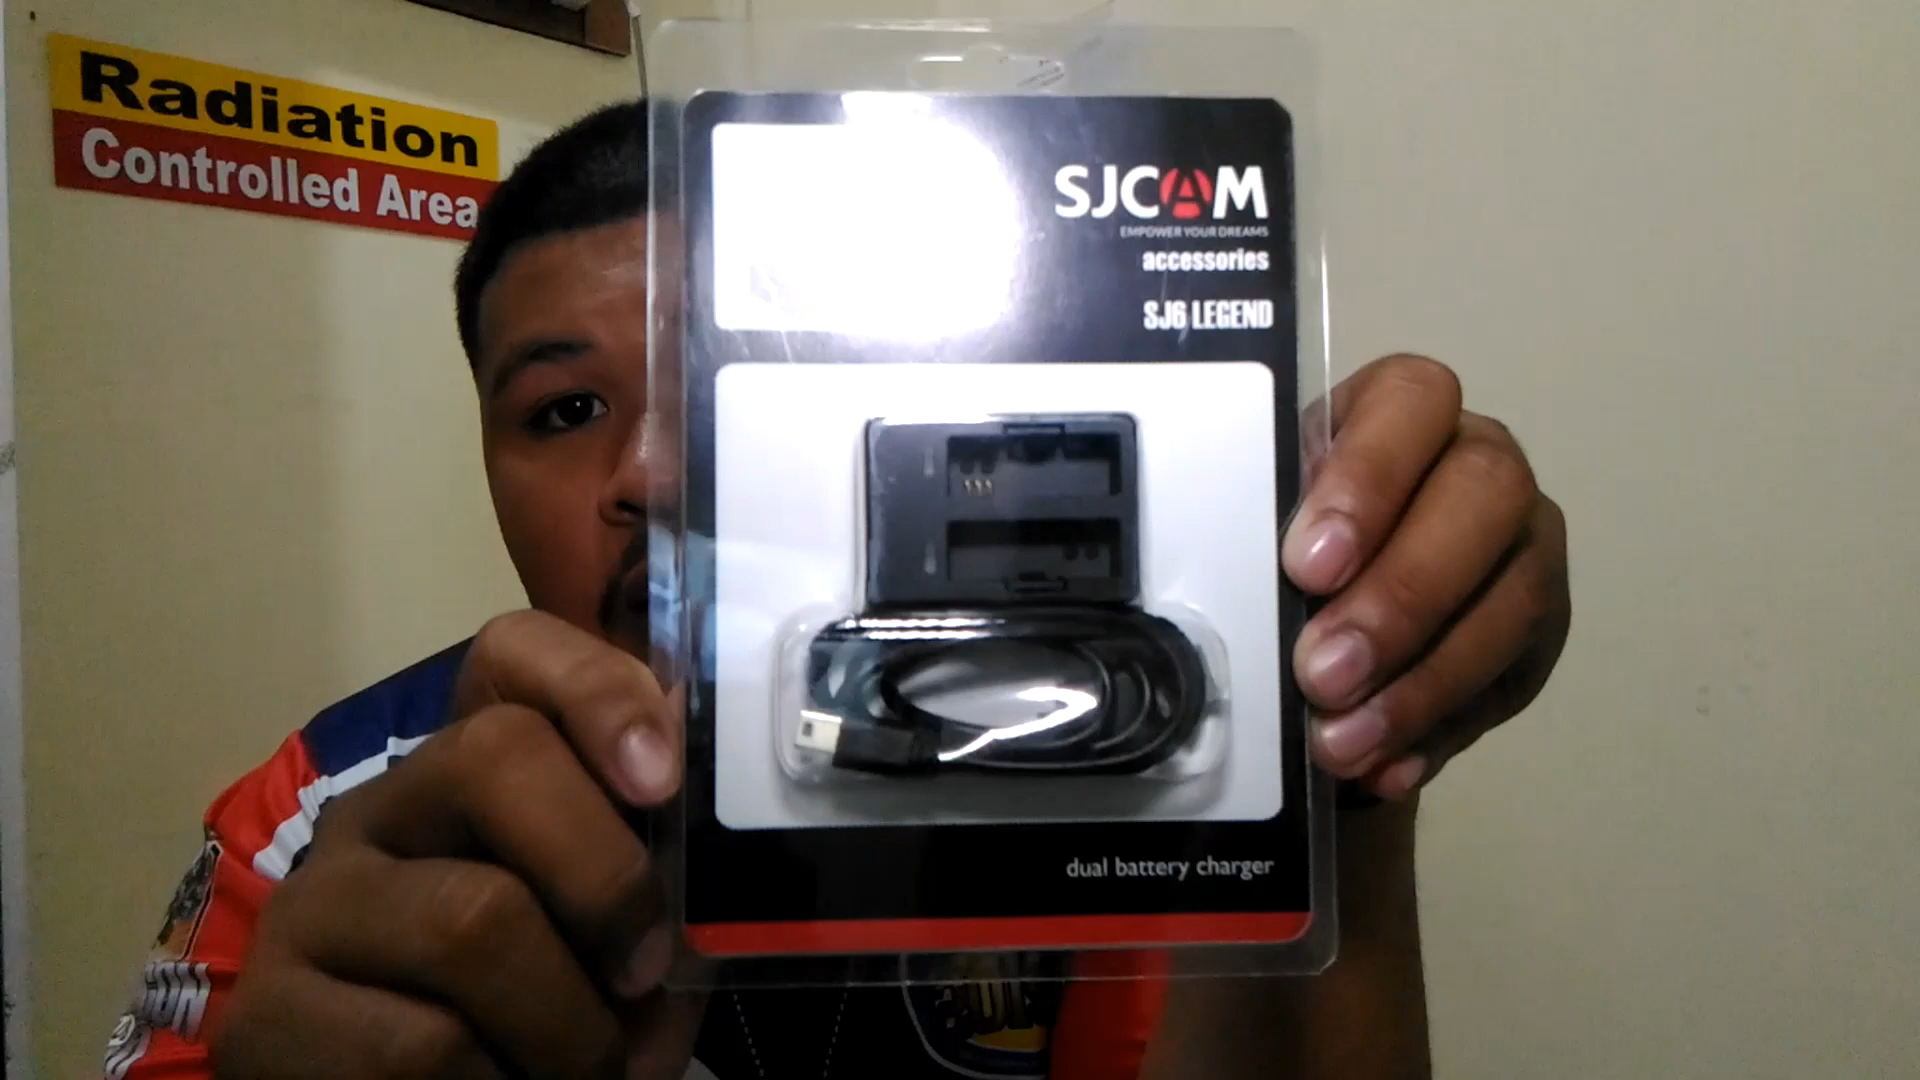 Radiation
Controlled Area
SJCAM
EMPOWER YOUR DREAMS
accessories
SJ6 LEGEND
dual battery charger